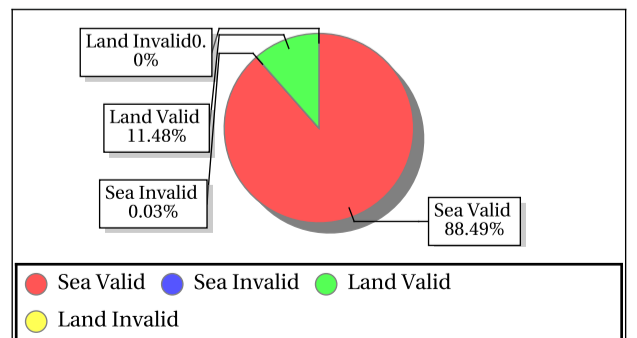 Land Invalid0.
0%
Land Valid
11.48%
Sea Invalid
0.03%
Sea Valid
88.49%
Sea Valid Sea Invalid Land Valid
Land Invalid